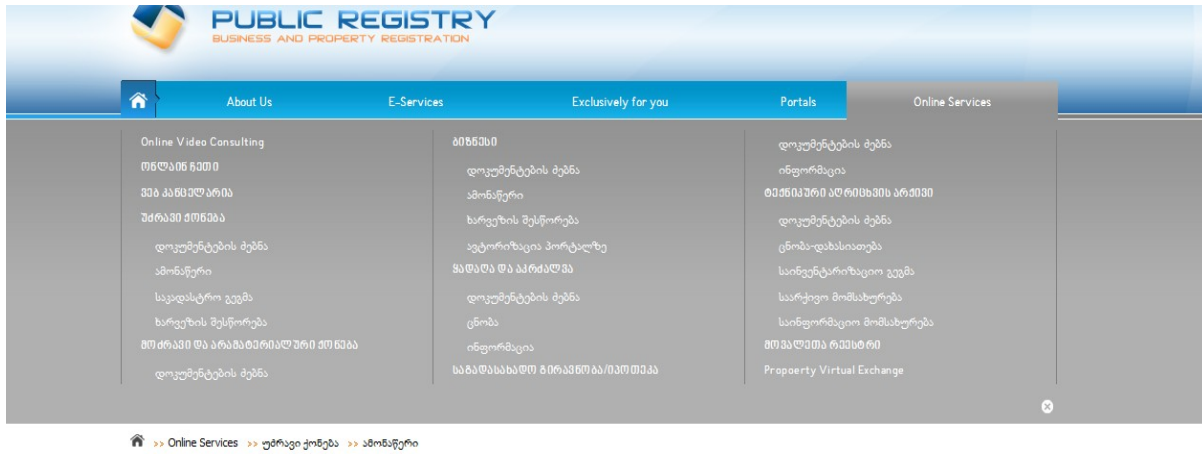 PUBLIC REGISTRY
BUSINESS AND PROPERTY REGISTRATION
About Us
E-Services
Exclusively for you
Portals
Online Services
Online Video Consulting
ონლაინ ჩეთი
ვებ კანცელარია
უძრავი ქონება
დოკუმენტების ძებნა
ამონაწერი
საკადასტრო გეგმა
ხარვეზის შესწორება
მოძრავი და არამატერიალური ქონება
დოკუმენტების ძებნა
ბიზნესი
დოკუმენტების ძებნა
ამონაწერი
ხარვეზის შესწორება
ავტორიზაცია პორტალზე
ყადაღა და აკრძალვა
დოკუმენტების ძებნა
ცნობა
ინფორმაცია
საგადასახადო გირავნობა/იპოთეკა
დოკუმენტების ძებნა
ინფორმაცია
ტექნიკური აღრიცხვის არქივი
დოკუმენტების ძებნა
ცნობა-დახასიათება
საინვენტარიზაციო გეგმა
საარქივო მომსახურება
საინფორმაციო მომსახურება
მოვალეთა რეესტრი
Propoerty Virtual Exchange
>> Online Services >> უძრავი ქონება >> ამონაწერი